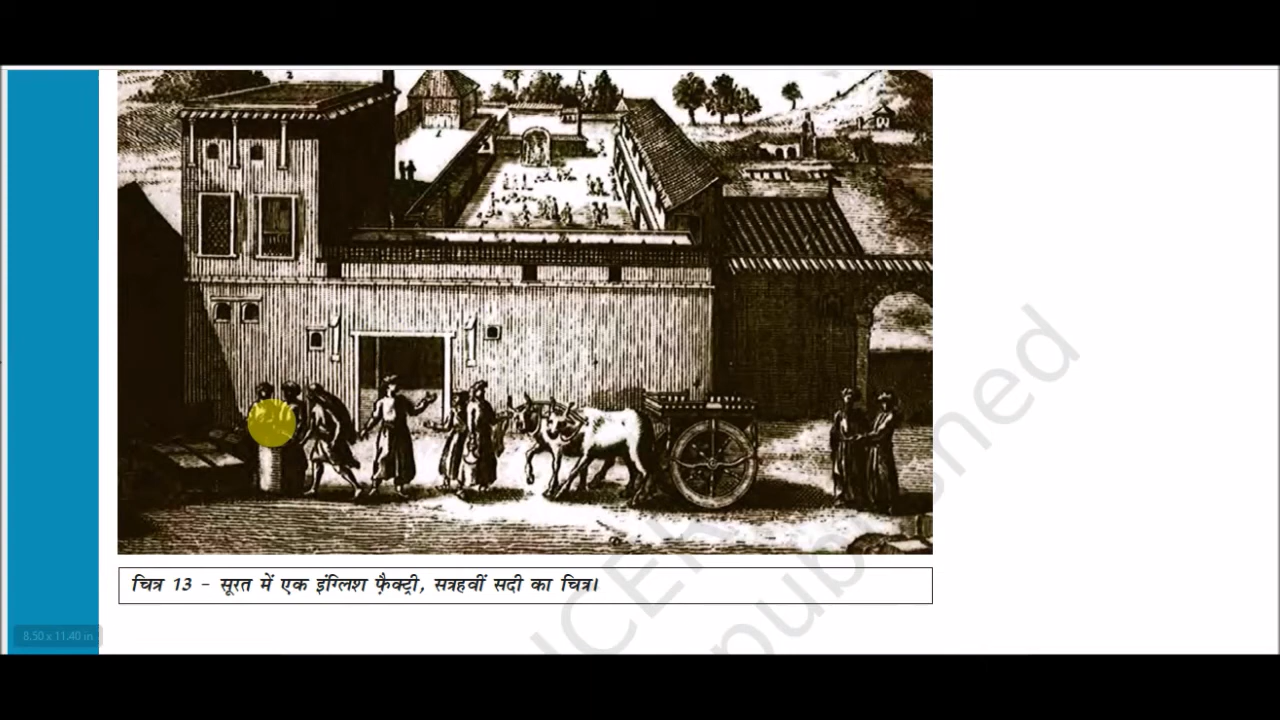 चित्र 13 – सूरत में एक इंग्लिश फ़ैक्ट्री, सत्रहवीं सदी का चित्र।
8.50 x 11.40 in